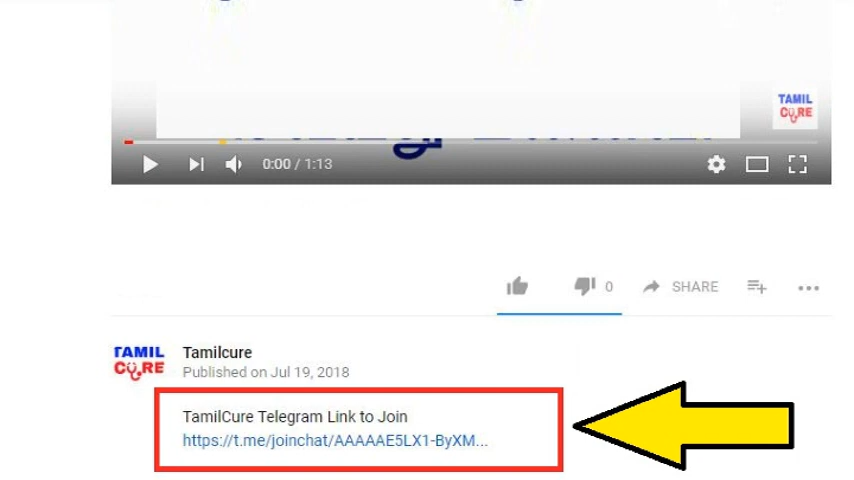 TAMIL
CURE
0:00 / 1:13
0
SHARE
TAMIL
CURE
Tamilcure
Published on Jul 19, 2018
TamilCure Telegram Link to Join
https://t.me/joinchat/AAAAAE5LX1-ByXM...